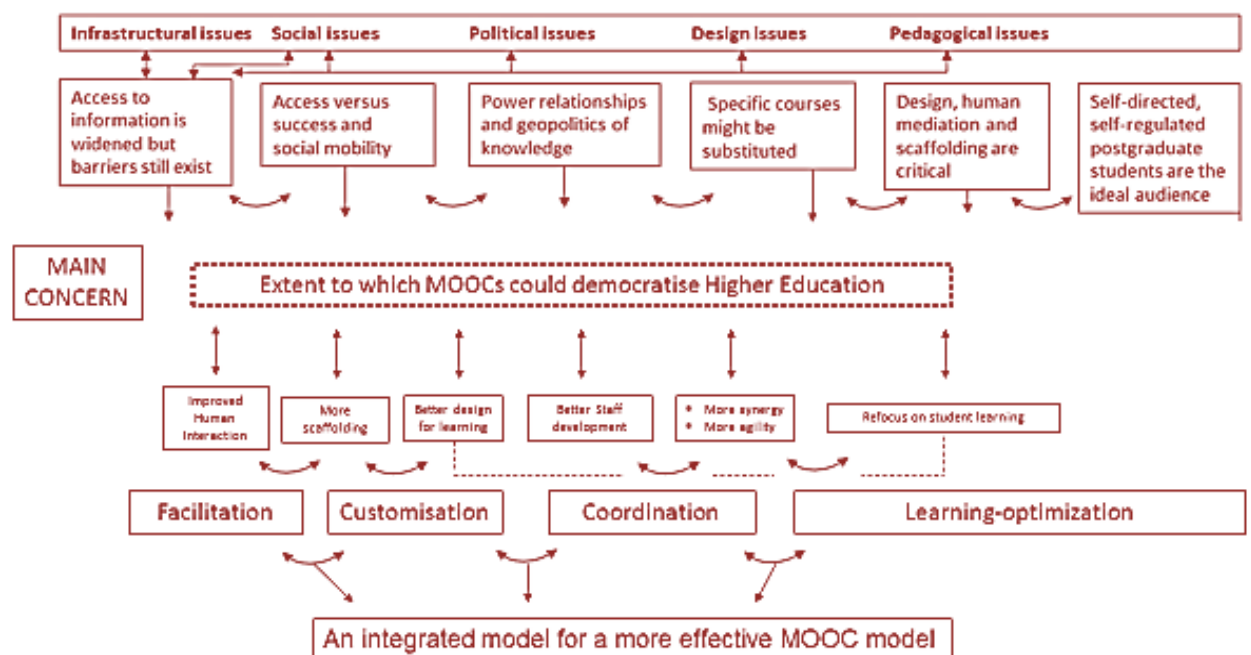 Infrastructural issues Social issues Political issues Design issues Pedagogical issues
Access to
information is
widened but
barriers still exist
Access versus
success and
social mobility
Power relationships
and geopolitics of
knowledge
Specific courses
might be
substituted
Design, human
mediation and
scaffolding are
critical
Self-directed,
self-regulated
postgraduate
students are the
ideal audience
MAIN
CONCERN
Extent to which MOOCs could democratise Higher Education
Improved
Human
Interaction
More
scaffolding
Better design
for learning
Better Staff
development
• More synergy
• More agility
Refocus on student learning
Facilitation
Customisation
Coordination
Learning-optimization
An integrated model for a more effective MOOC model